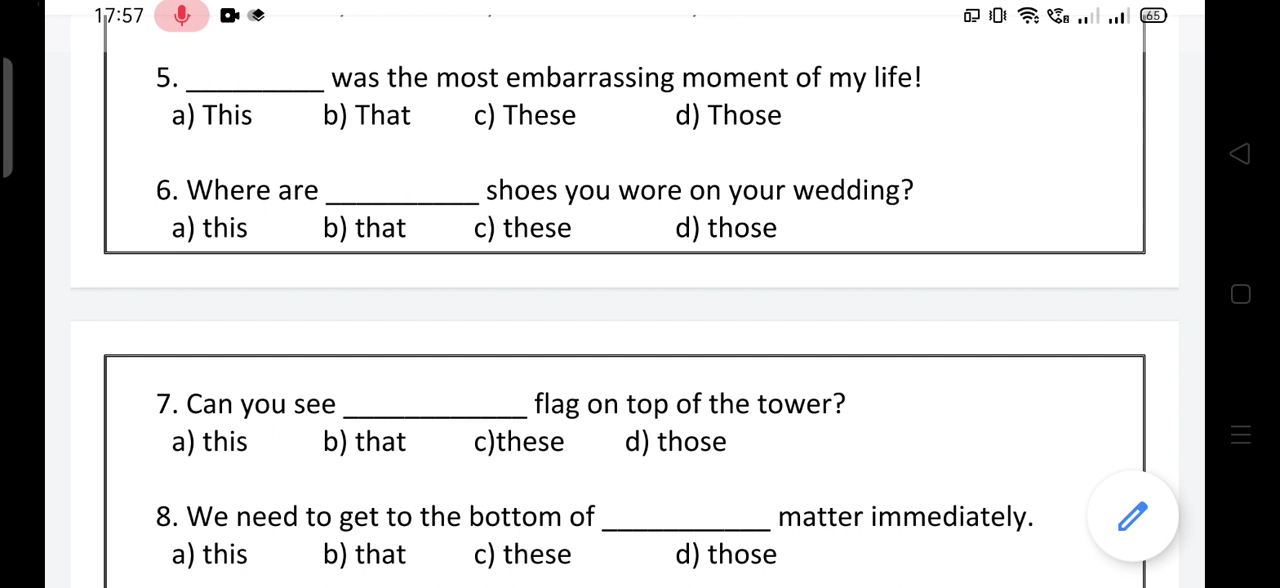 17:57 65
5. _________ was the most embarrassing moment of my life!
a) This b) That c) These d) Those
6. Where are __________ shoes you wore on your wedding?
a) this b) that c) these d) those
7. Can you see ____________ flag on top of the tower?
a) this b) that c)these d) those
8. We need to get to the bottom of ___________ matter immediately.
a) this b) that c) these d) those